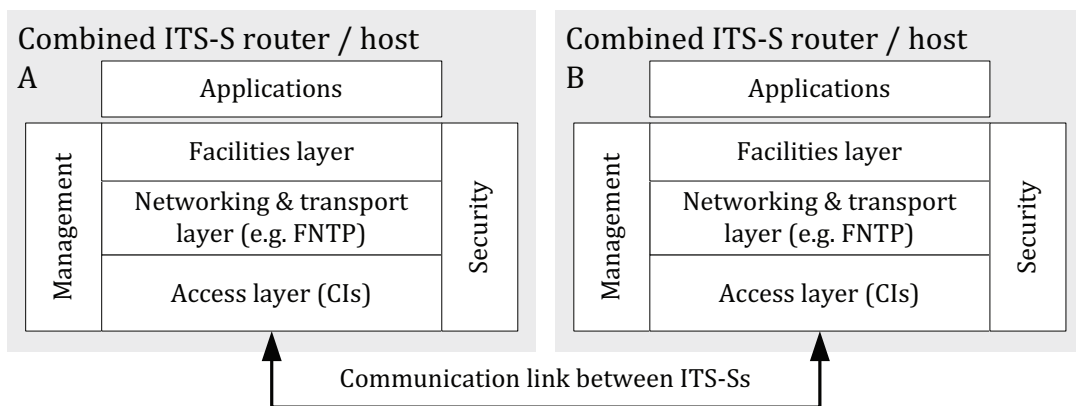 Combined ITS-S router / host
A
Applications
Management
Facilities layer
Networking & transport
layer (e.g. FNTP)
Access layer (CIs)
Security
Combined ITS-S router / host
B
Applications
Management
Facilities layer
Networking & transport
layer (e.g. FNTP)
Access layer (CIs)
Security
Communication link between ITS-Ss